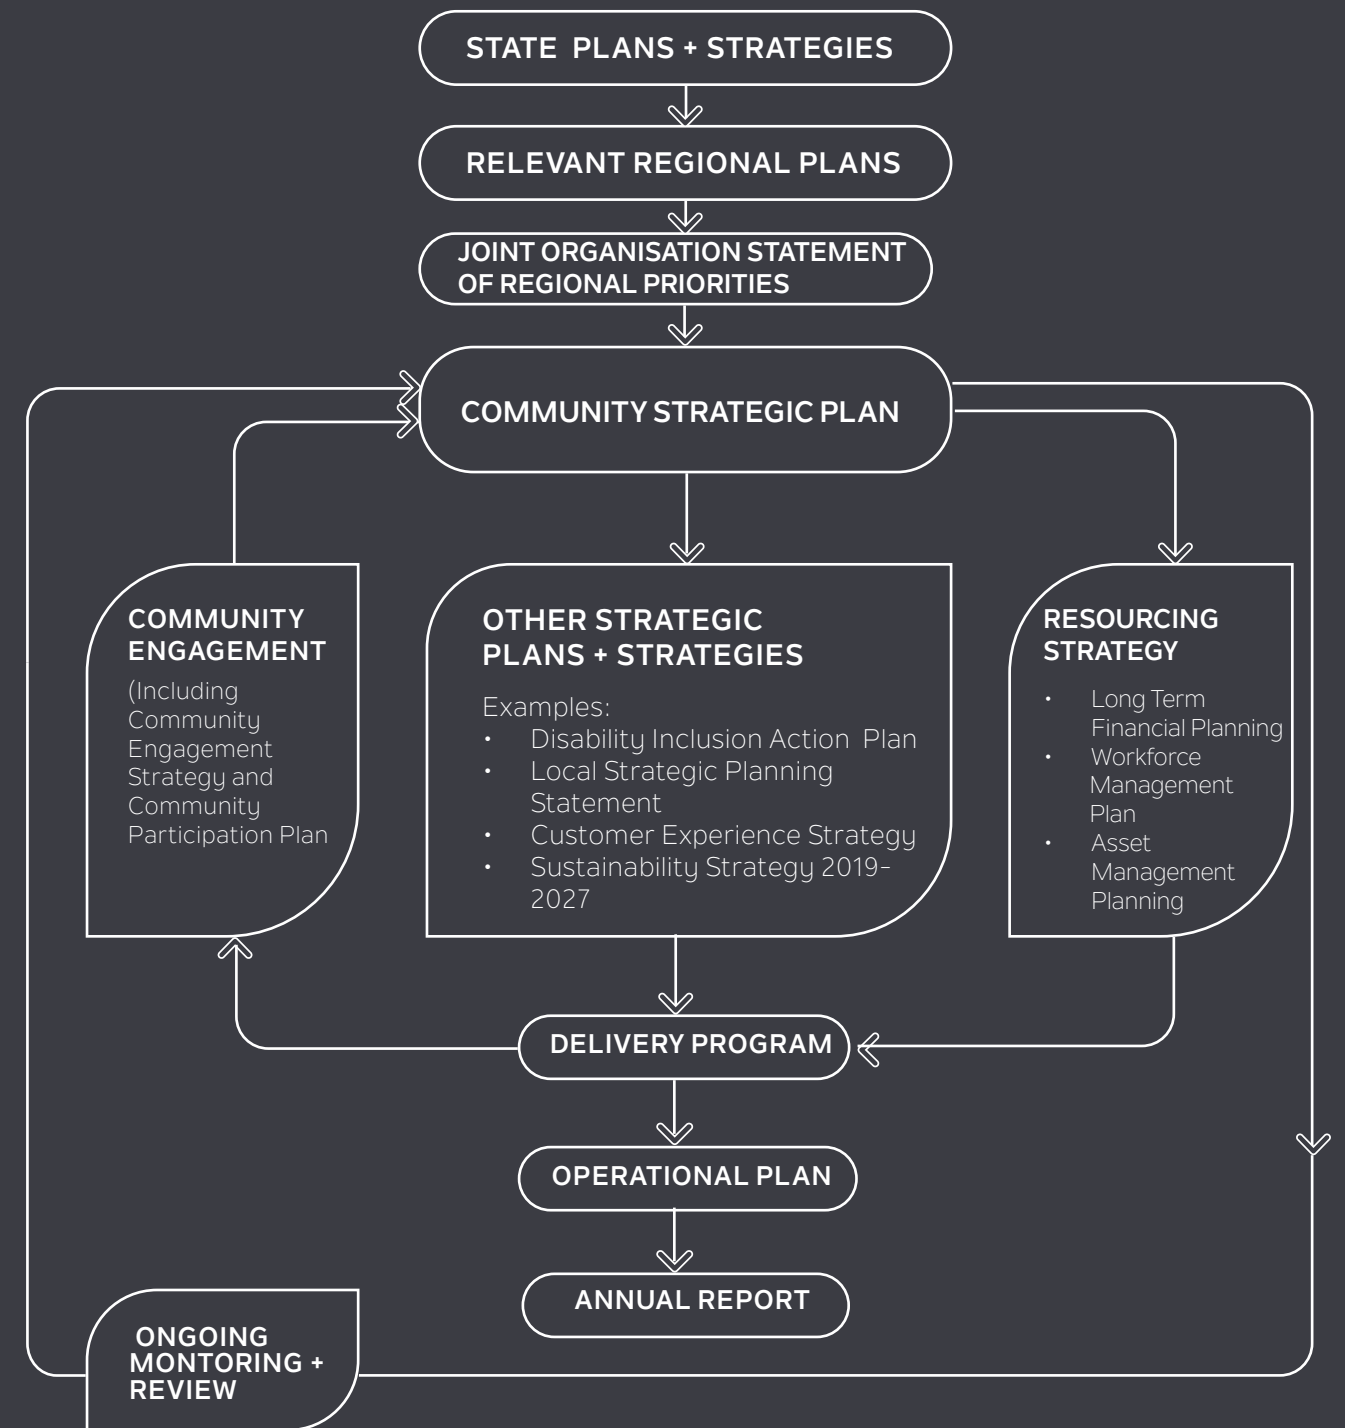 STATE PLANS + STRATEGIES
RELEVANT REGIONAL PLANS
JOINT ORGANISATION STATEMENT
OF REGIONAL PRIORITIES
COMMUNITY STRATEGIC PLAN
COMMUNITY
ENGAGEMENT
(Including
Community
Engagement
Strategy and
Community
Participation Plan
OTHER STRATEGIC
PLANS + STRATEGIES
Examples:
• Disability Inclusion Action Plan
• Local Strategic Planning
Statement
• Customer Experience Strategy
• Sustainability Strategy 2019-
2027
RESOURCING
STRATEGY
• Long Term
Financial Planning
• Workforce
Management
Plan
• Asset
Management
Planning
DELIVERY PROGRAM
OPERATIONAL PLAN
ANNUAL REPORT
ONGOING
MONTORING +
REVIEW